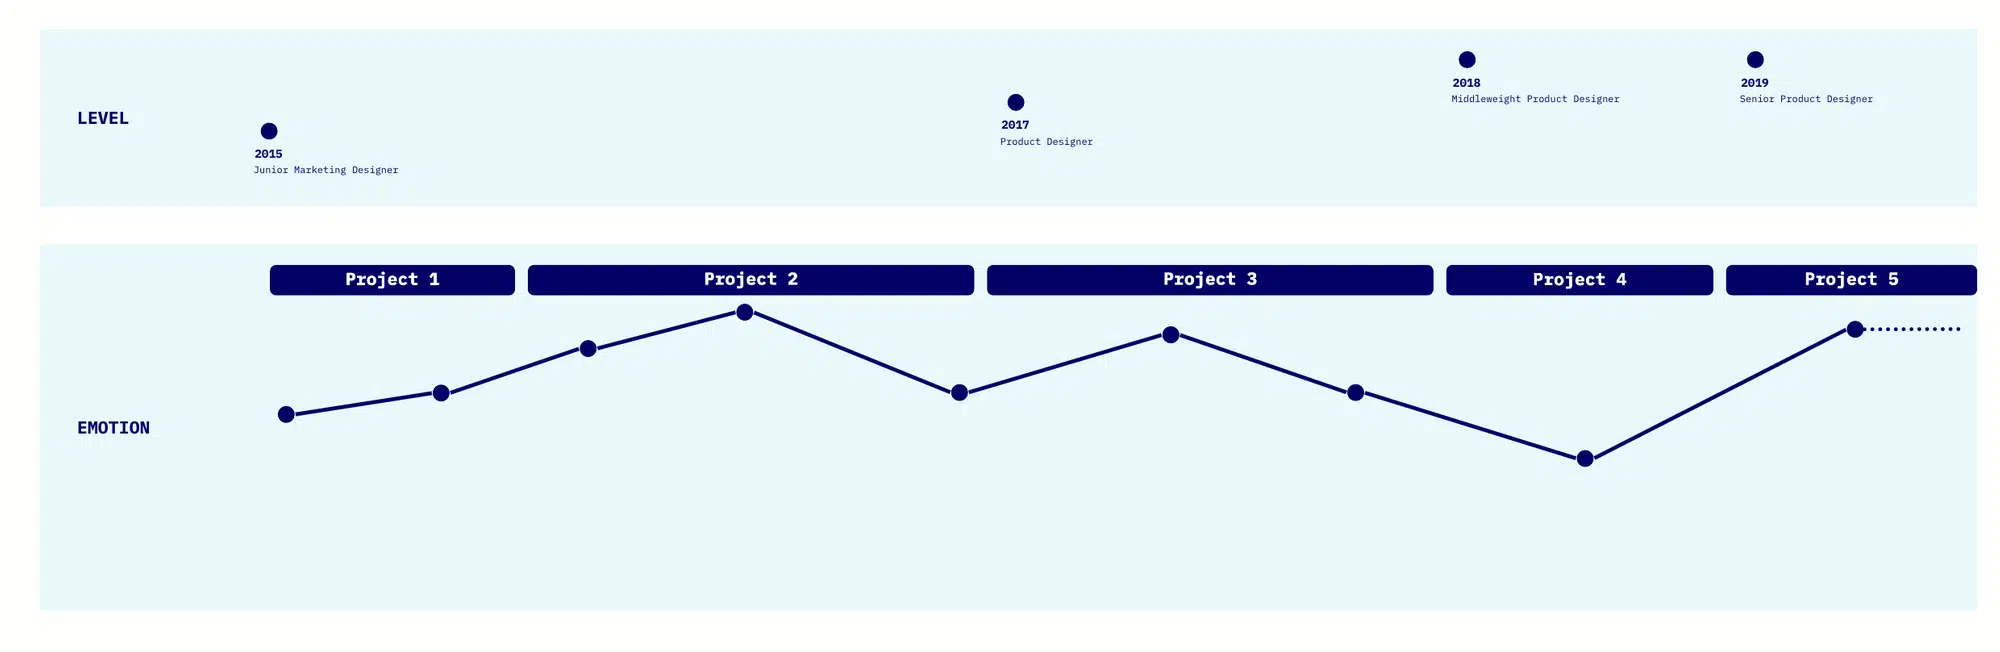 LEVEL
2015
Junior Marketing Designer
2017
Product Designer
2018
Middleweight Product Designer
2019
Senior Product Designer
Project 1
Project 2
Project 3
Project 4
Project 5
EMOTION